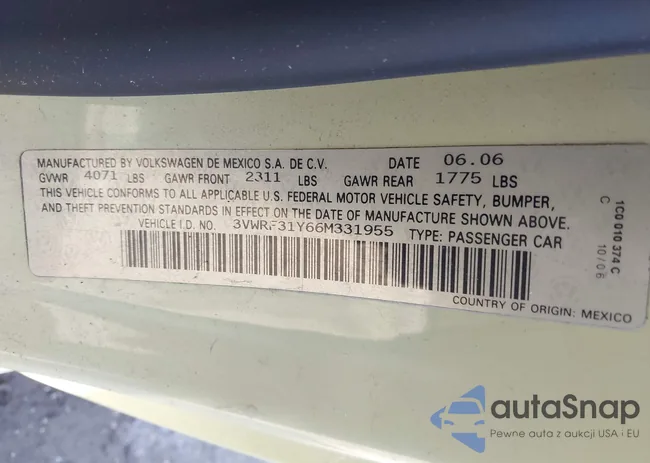 MANUFACTURED BY VOLKSWAGEN DE MEXICO S.A. DE C.V. DATE 06.06
GVWR 4071 LBS GAWR FRONT 2311 LBS GAWR REAR 1775 LBS
THIS VEHICLE CONFORMS TO ALL APPLICABLE U.S. FEDERAL MOTOR VEHICLE SAFETY, BUMPER,
AND THEFT PREVENTION STANDARDS IN EFFECT ON THE DATE OF MANUFACTURE SHOWN ABOVE.
VEHICLE I.D. NO. 3VWRF31Y66M331955 TYPE: PASSENGER CAR
COUNTRY OF ORIGIN: MEXICO
1C0 010 374 C
C 10/06
autoSnap
Pewne auta z aukcji USA i EU